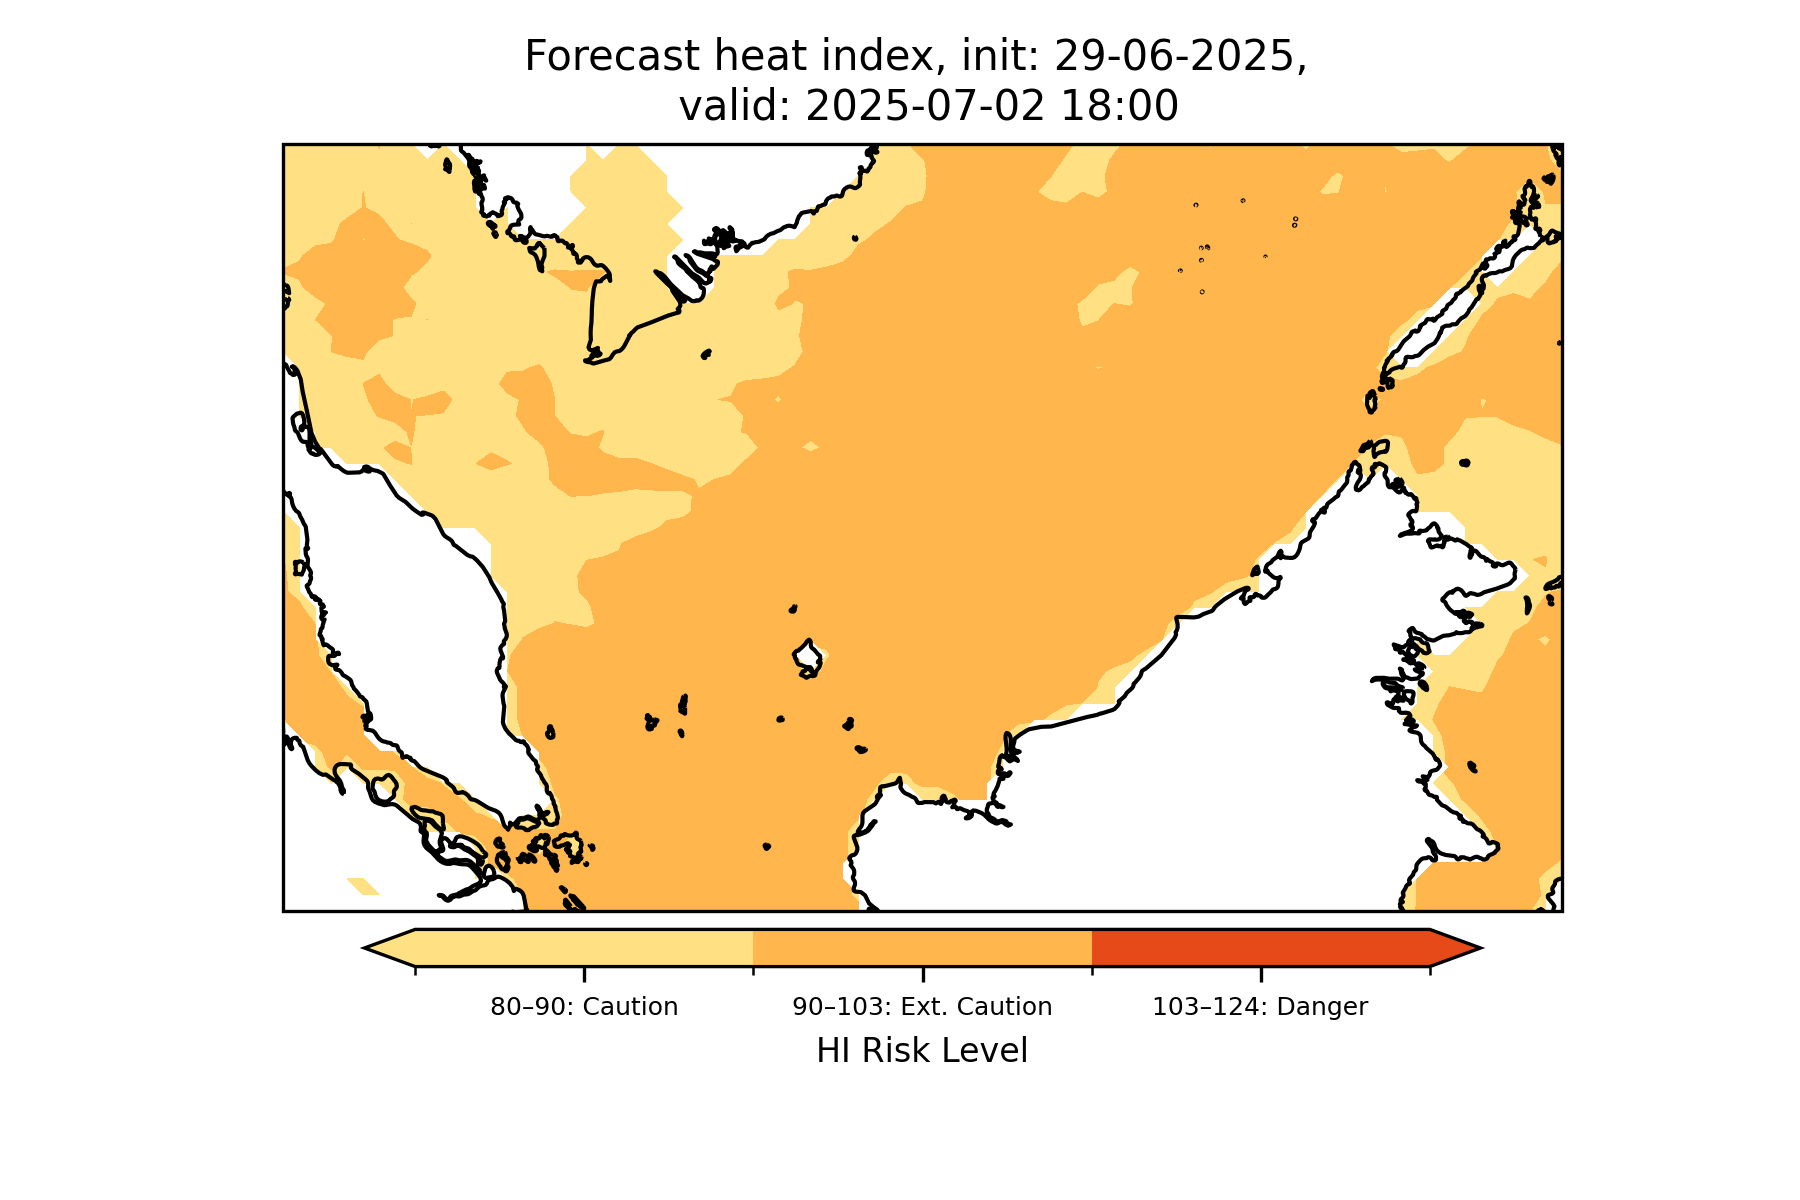 Forecast heat index, init: 29-06-2025,
valid: 2025-07-02 18:00
80–90: Caution
90–103: Ext. Caution
103–124: Danger
HI Risk Level